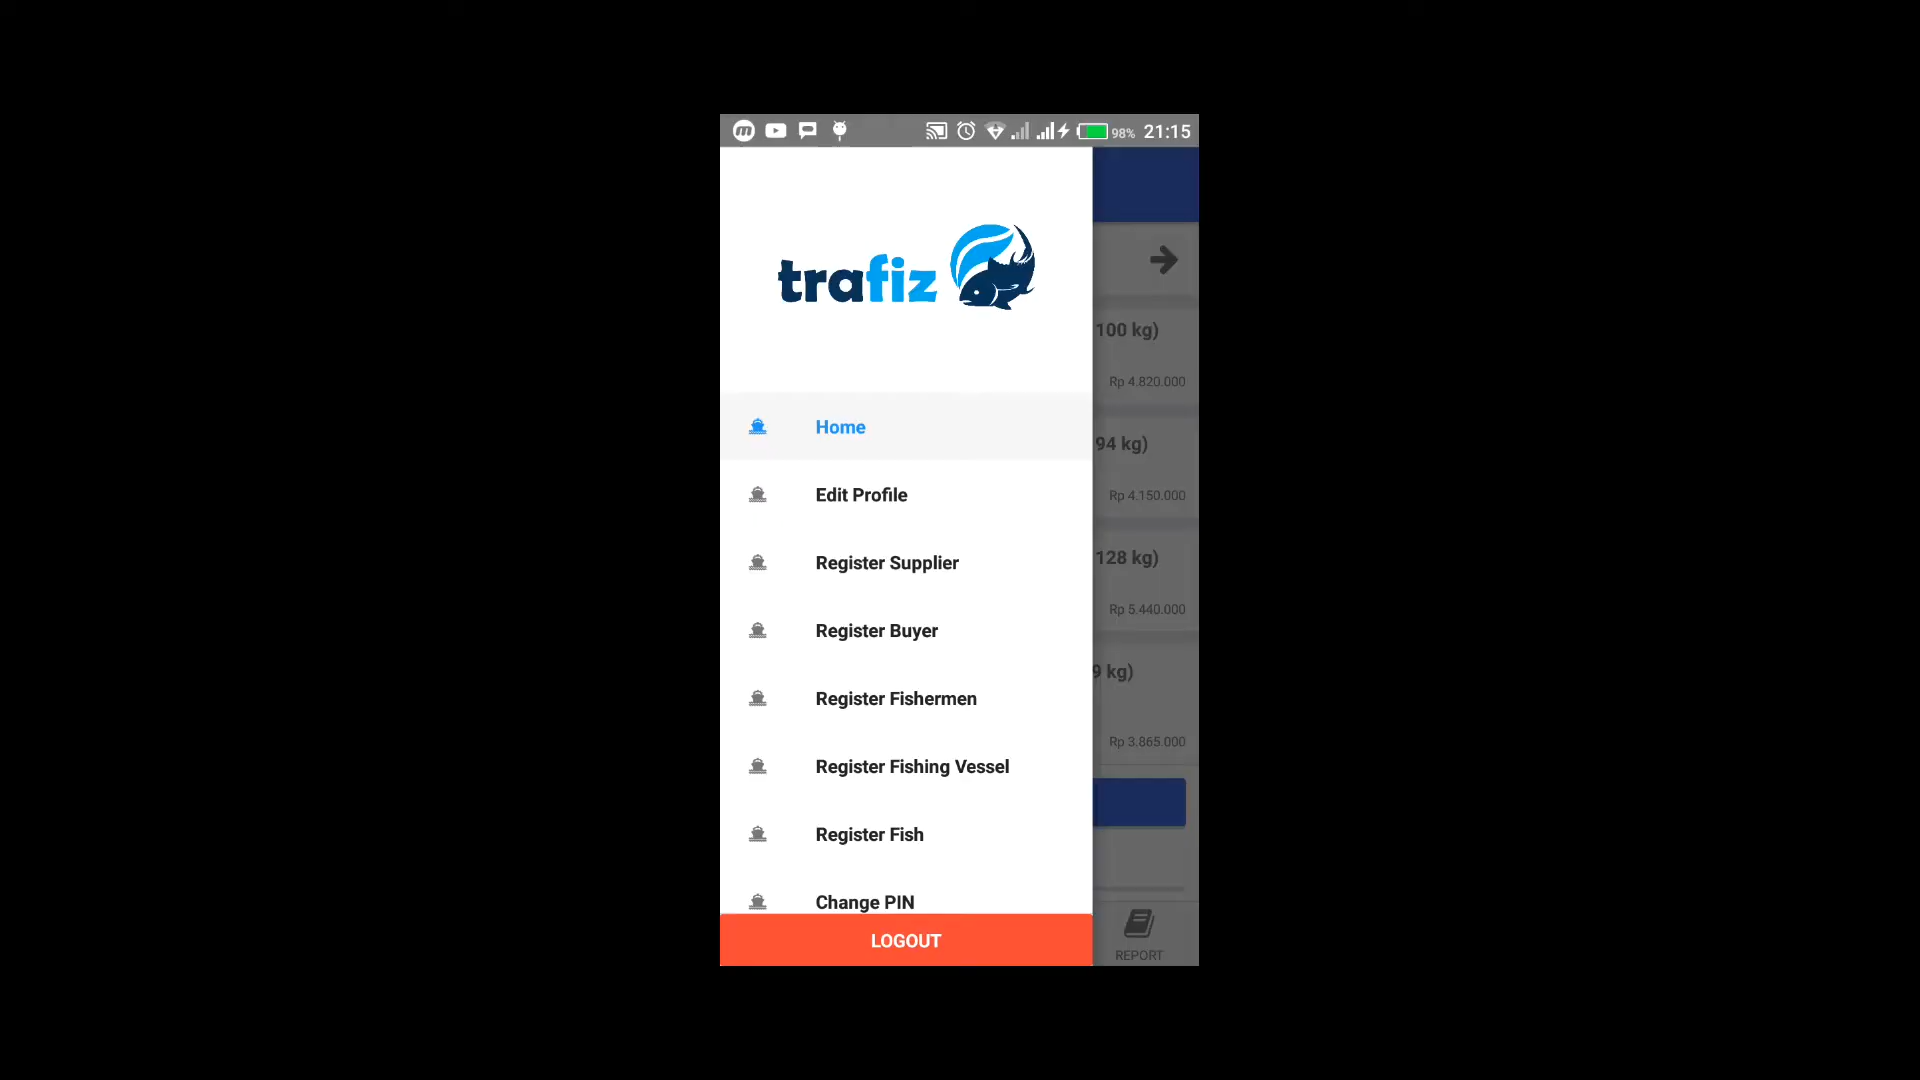 98% 21:15
trafiz
100 kg)
Rp 4.820.000
Home
94 kg)
Edit Profile
Rp 4.150.000
Register Supplier
128 kg)
Rp 5.440.000
Register Buyer
9 kg)
Register Fishermen
Rp 3.865.000
Register Fishing Vessel
Register Fish
Change PIN
LOGOUT
REPORT